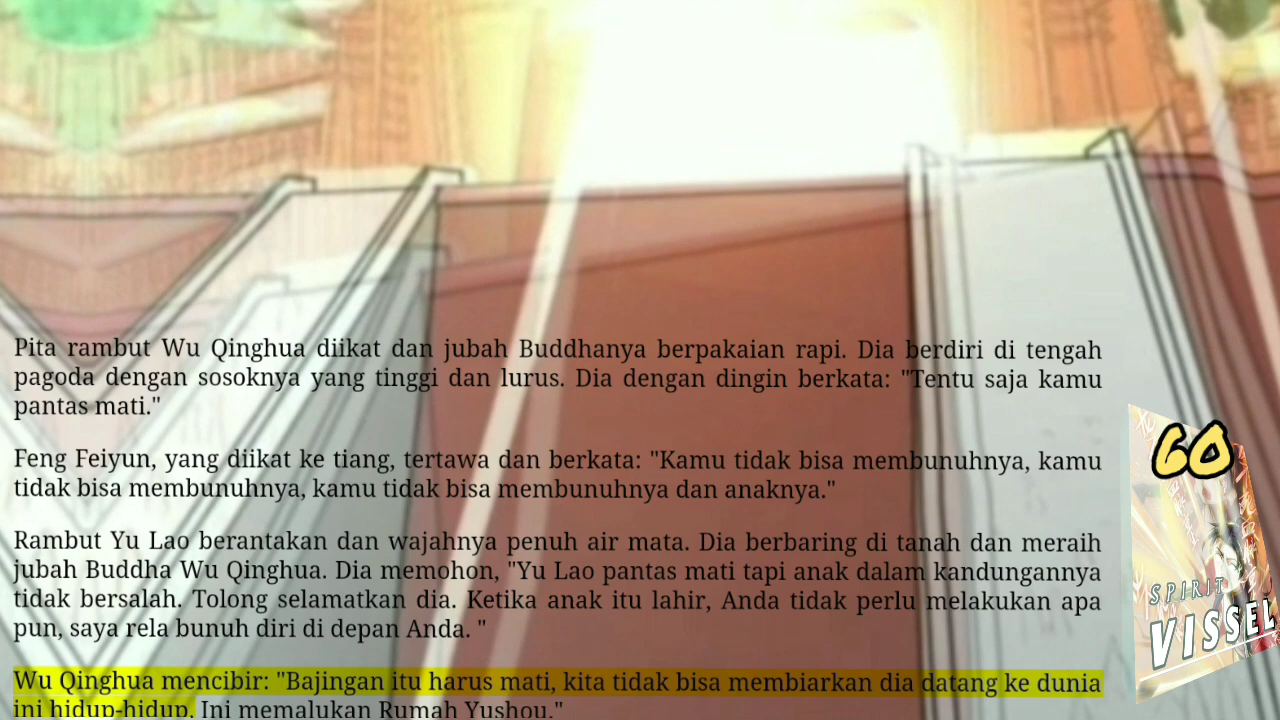 Pita rambut Wu Qinghua diikat dan jubah Buddhanya berpakaian rapi. Dia berdiri di tengah
pagoda dengan sosoknya yang tinggi dan lurus. Dia dengan dingin berkata: "Tentu saja kamu
pantas mati."
Feng Feiyun, yang diikat ke tiang, tertawa dan berkata: "Kamu tidak bisa membunuhnya, kamu
tidak bisa membunuhnya, kamu tidak bisa membunuhnya dan anaknya."
Rambut Yu Lao berantakan dan wajahnya penuh air mata. Dia berbaring di tanah dan meraih
jubah Buddha Wu Qinghua. Dia memohon, "Yu Lao pantas mati tapi anak dalam kandungannya
tidak bersalah. Tolong selamatkan dia. Ketika anak itu lahir, Anda tidak perlu melakukan apa
pun, saya rela bunuh diri di depan Anda. "
Wu Qinghua mencibir: "Bajingan itu harus mati, kita tidak bisa membiarkan dia datang ke dunia
ini hidup-hidup. Ini memalukan Rumah Yushou."
60
SPIRIT
VISSEL